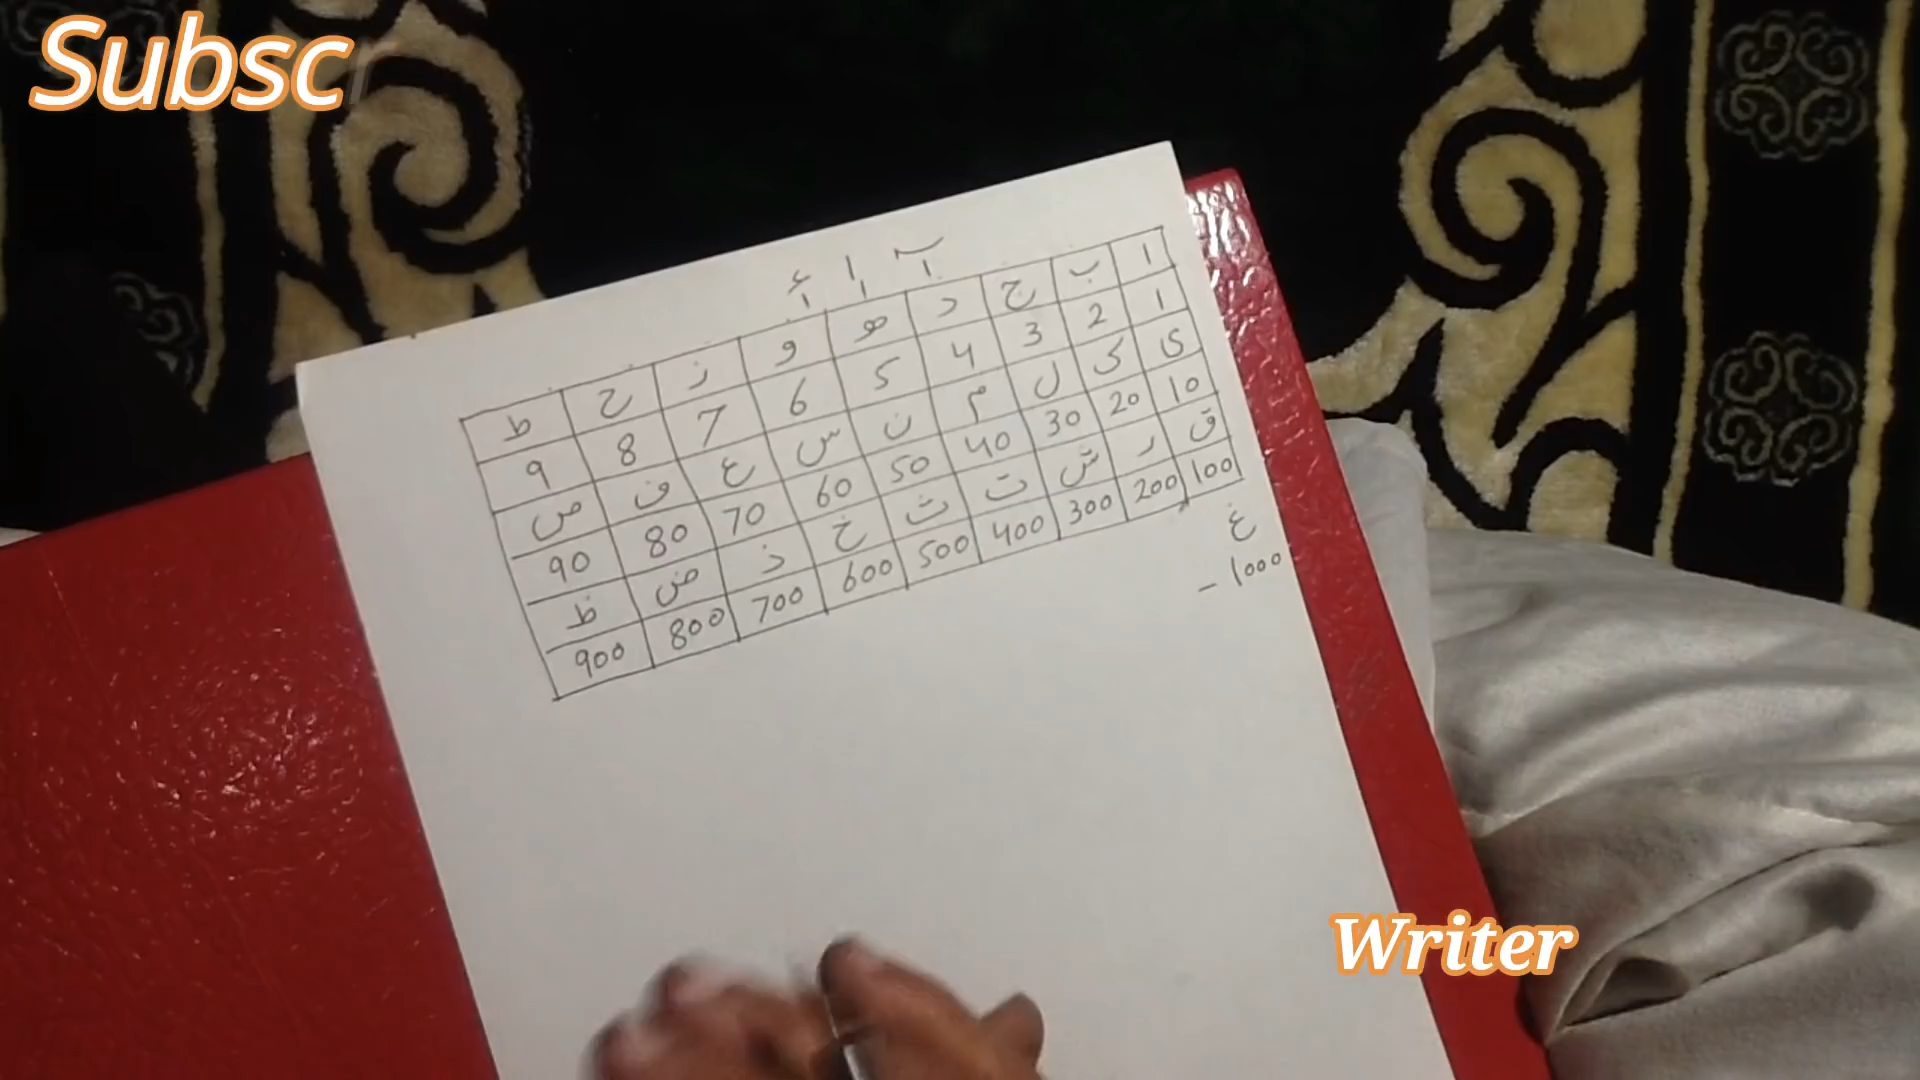 Subsc
آ ا أ
ا ب ج د ھ و ز ح ط
1 2 3 4 5 6 7 8 9
ی ک ل م ن س ع ف ص
10 20 30 40 50 60 70 80 90
ق ر ش ت ث خ ذ ض ظ
100 200 300 400 500 600 700 800 900
غ
1000 -
Writer